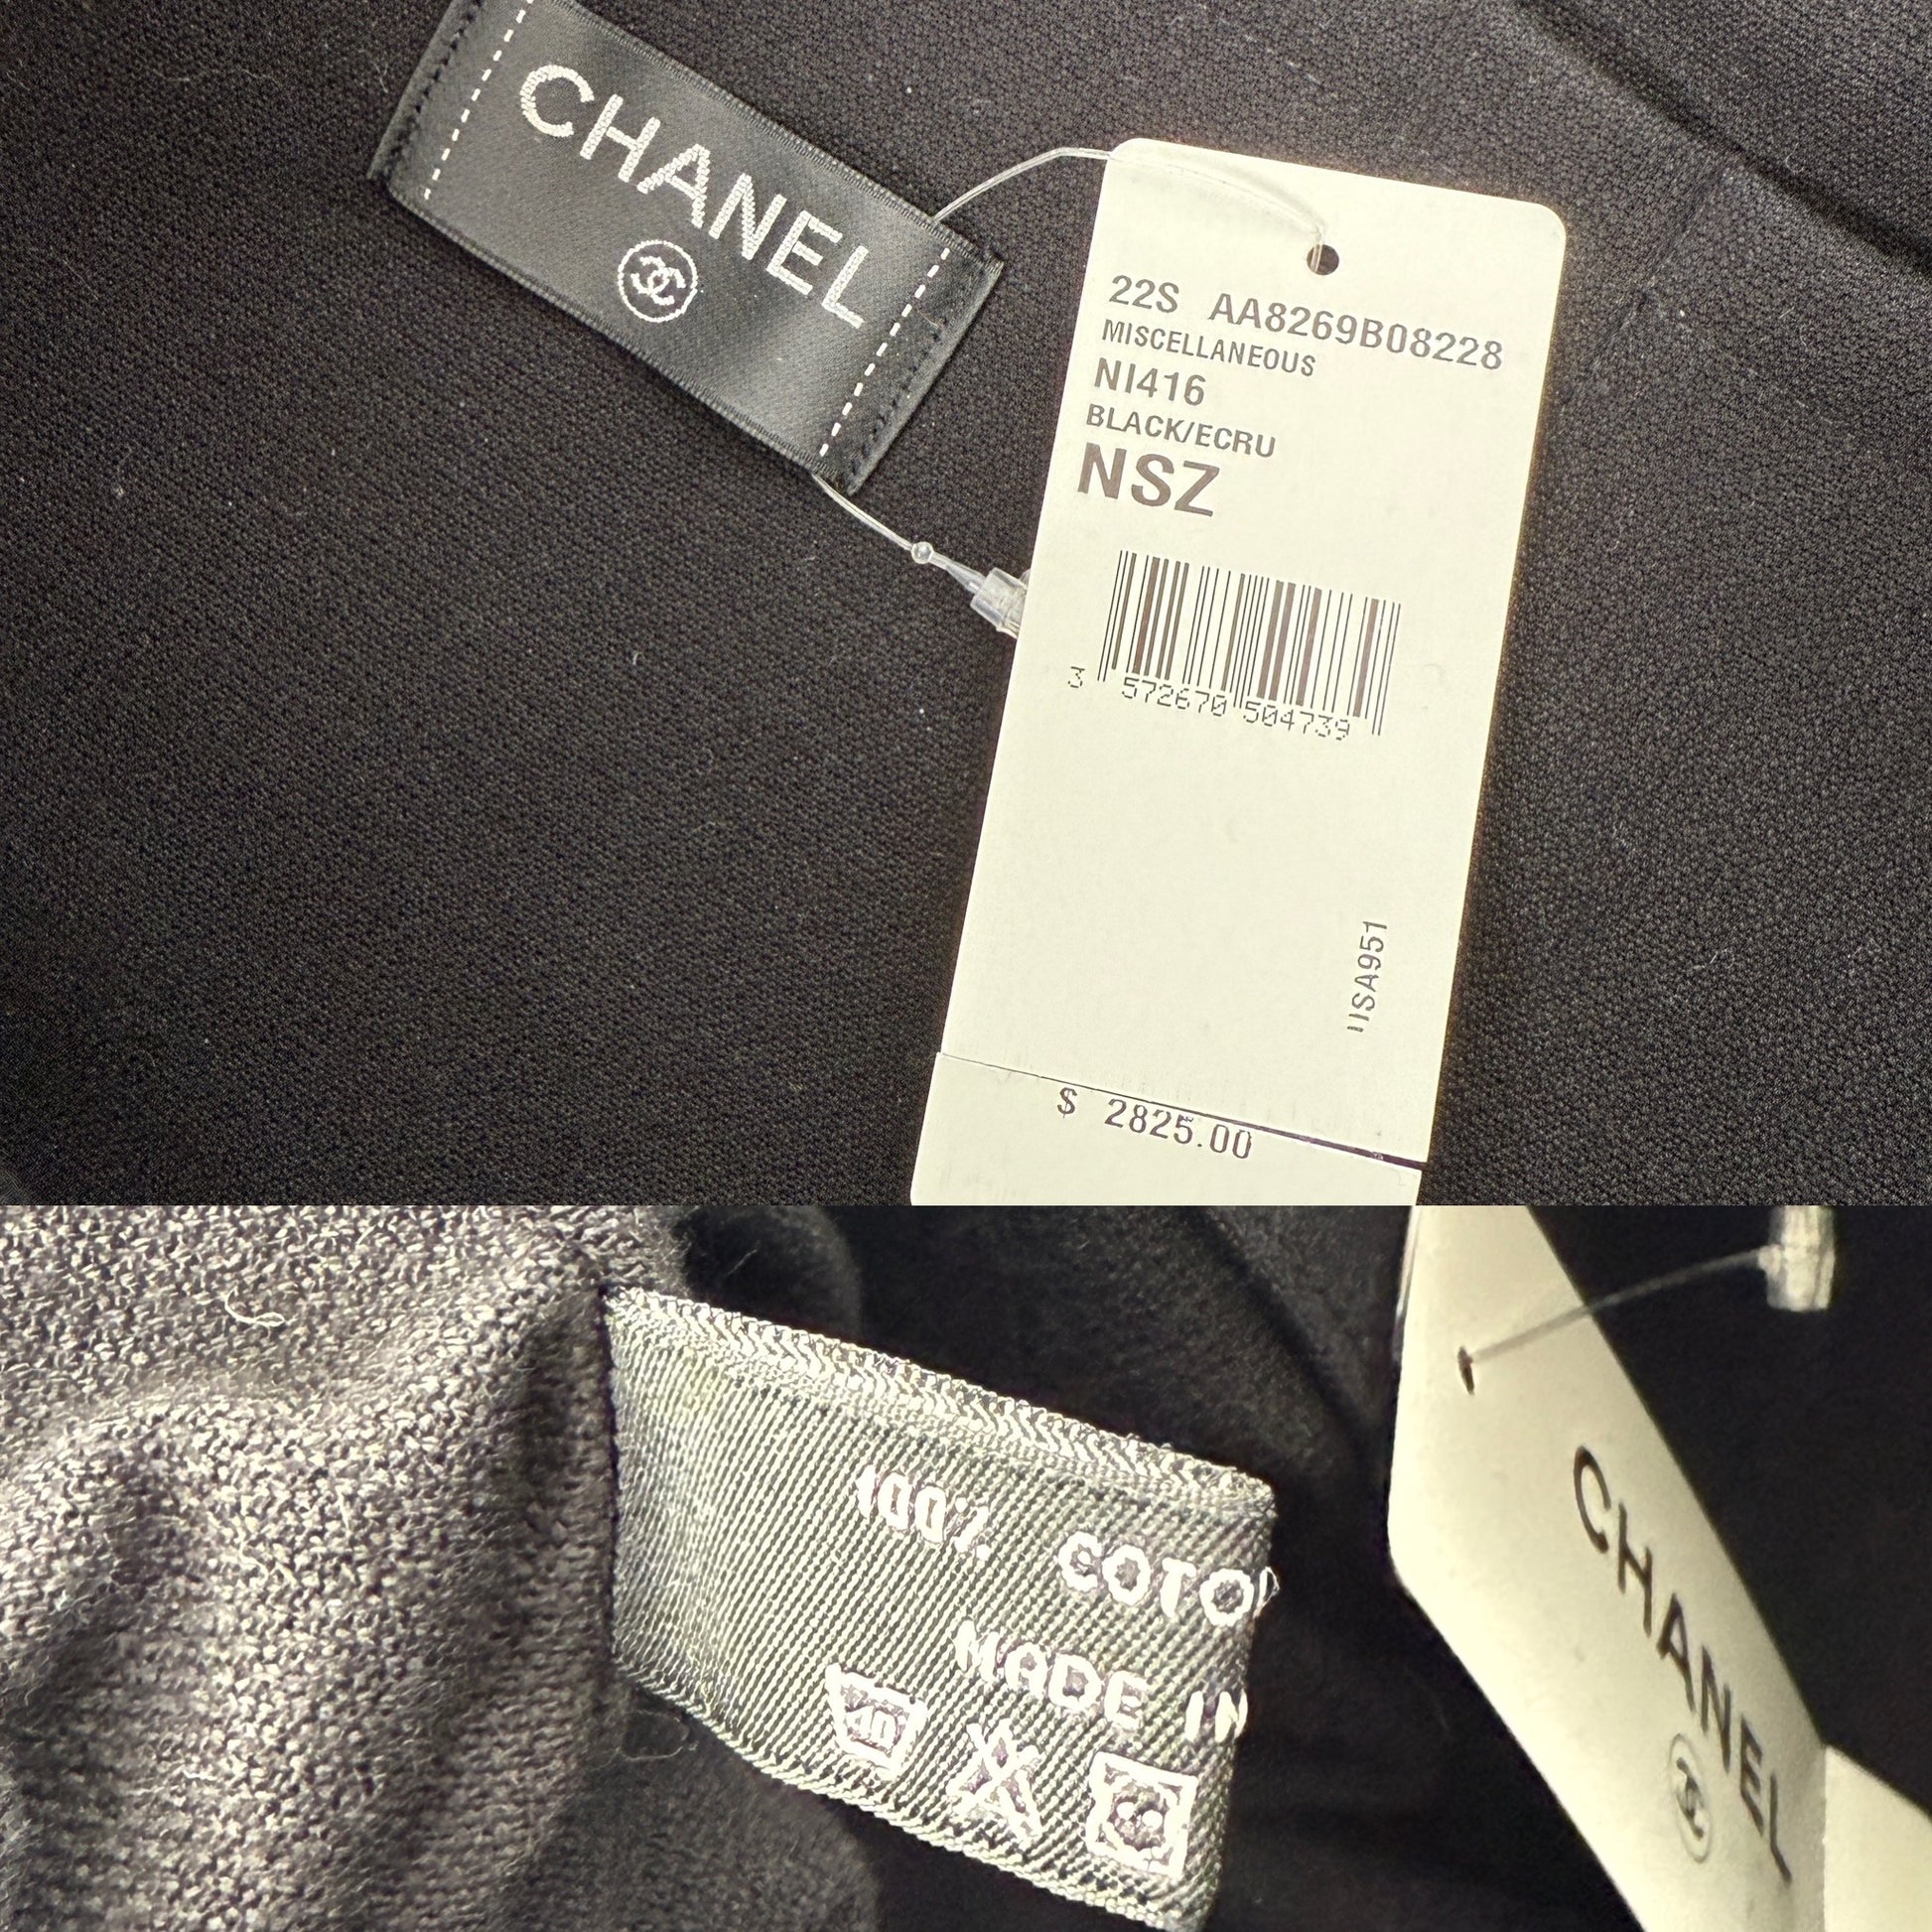 CHANEL
22S AA8269B08228
MISCELLANEOUS
NI416
BLACK/ECRU
NSZ
3 572670 504739
IISA951
$ 2825.00
100% COTO
MADE IN
40
CHANEL